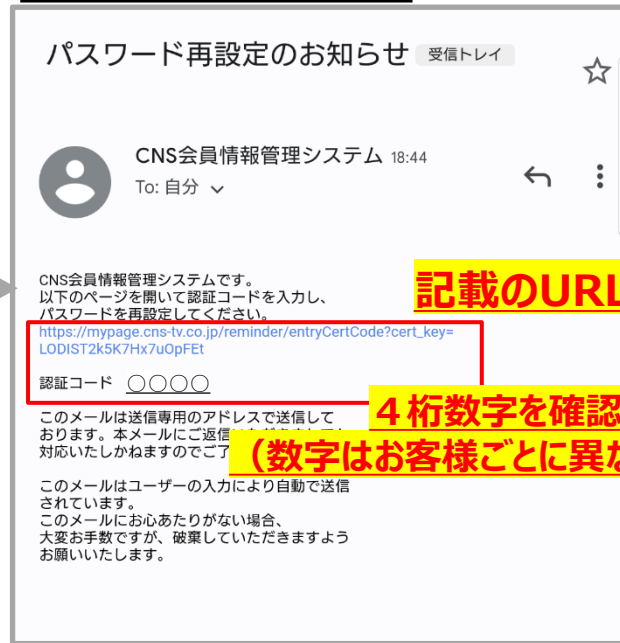 パスワード再設定のお知らせ 受信トレイ
CNS会員情報管理システム 18:44
To: 自分
CNS会員情報管理システムです。
以下のページを開いて認証コードを入力し、
パスワードを再設定してください。
記載のURL
https://mypage.cns-tv.co.jp/reminder/entryCertCode?cert_key=
LODIST2k5K7Hx7uOpFEt
認証コード 〇〇〇〇
このメールは送信専用のアドレスで送信して
４桁数字を確認
おります。本メールにご返信
対応いたしかねますのでご了
（数字はお客様ごとに異な
このメールはユーザーの入力により自動で送信
されています。
このメールにお心あたりがない場合、
大変お手数ですが、破棄していただきますよう
お願いいたします。